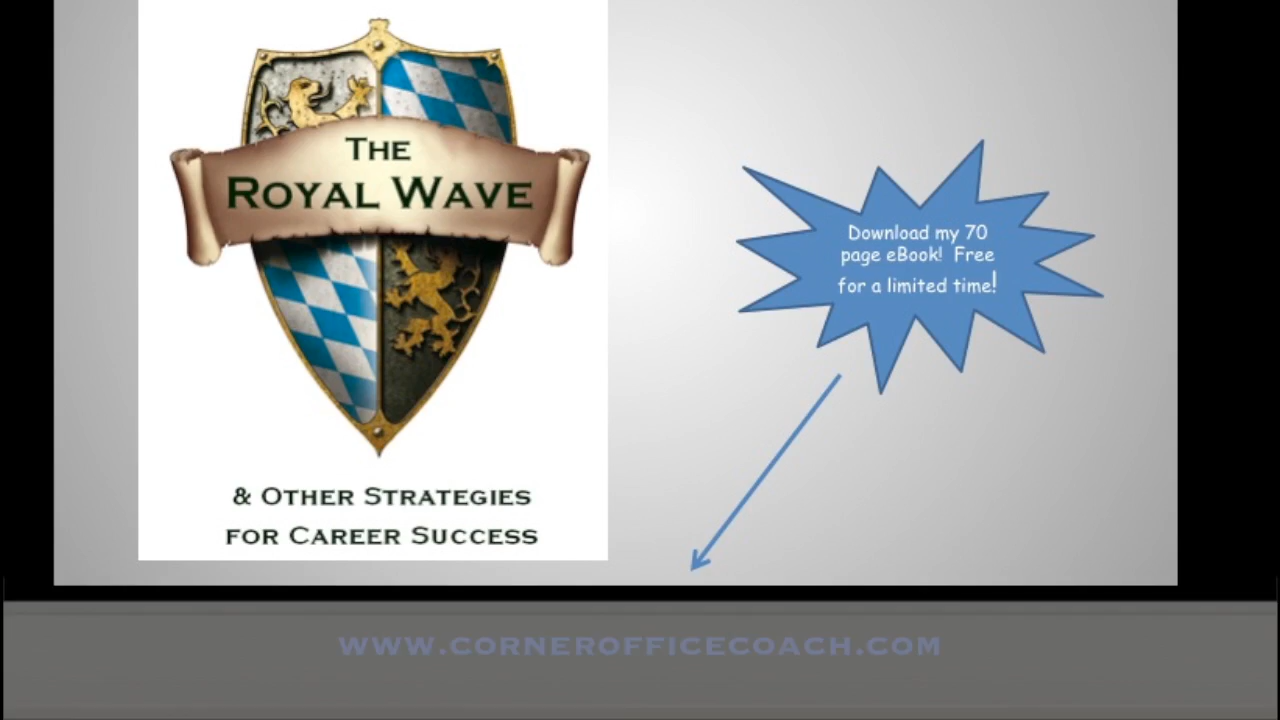 The
Royal Wave
& Other Strategies
for Career Success
Download my 70
page eBook!  Free
for a limited time!
WWW.CORNEROFFICECOACH.COM